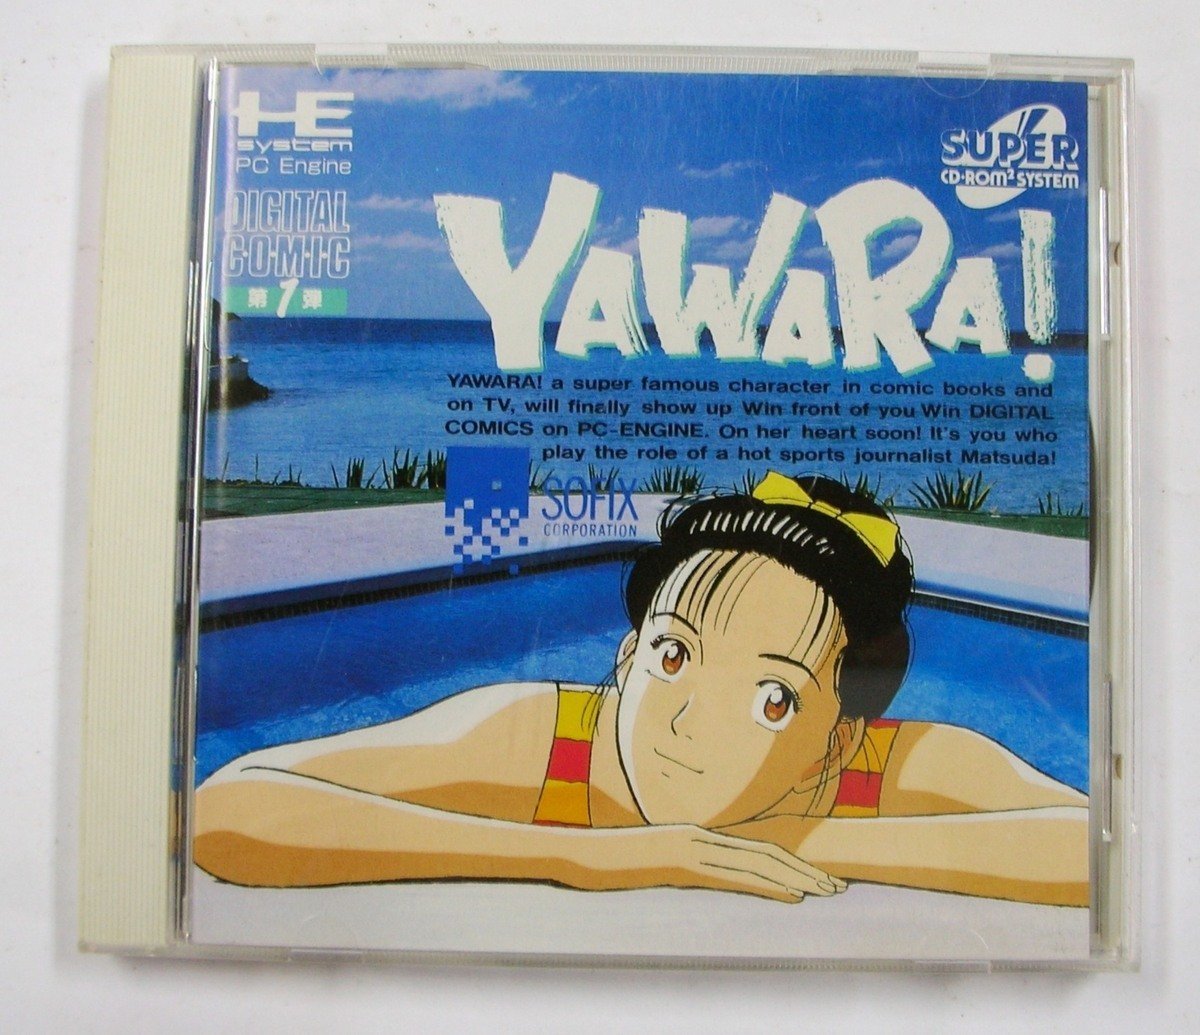 HE
system
PC Engine
DIGITAL
C·O·M·I·C
第1弾
SUPER
CD·ROM² SYSTEM
YAWARA!
YAWARA! a super famous character in comic books and
on TV, will finally show up Win front of you Win DIGITAL
COMICS on PC-ENGINE. On her heart soon! It's you who
play the role of a hot sports journalist Matsuda!
SOFIX
CORPORATION